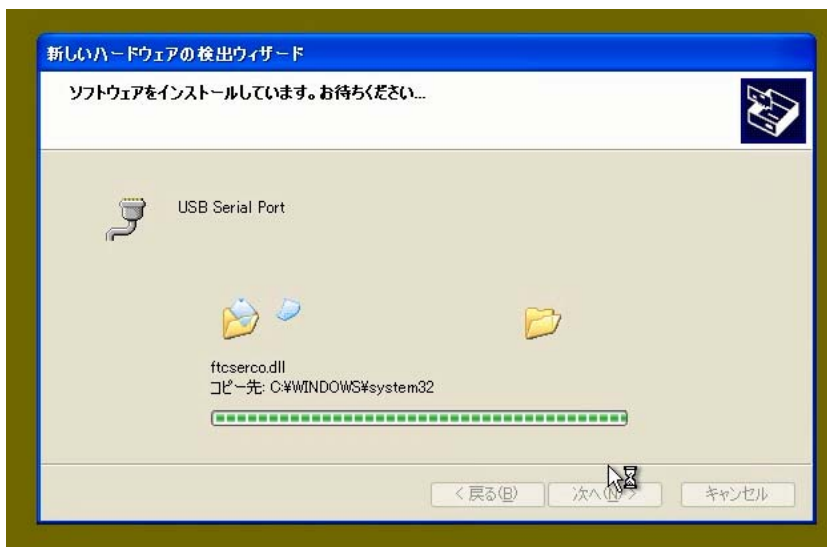 新しいハードウェアの検出ウィザード
ソフトウェアをインストールしています。お待ちください...
USB Serial Port
ftcserco.dll
コピー先: C:¥WINDOWS¥system32
< 戻る(B)
次へ(N) >
キャンセル